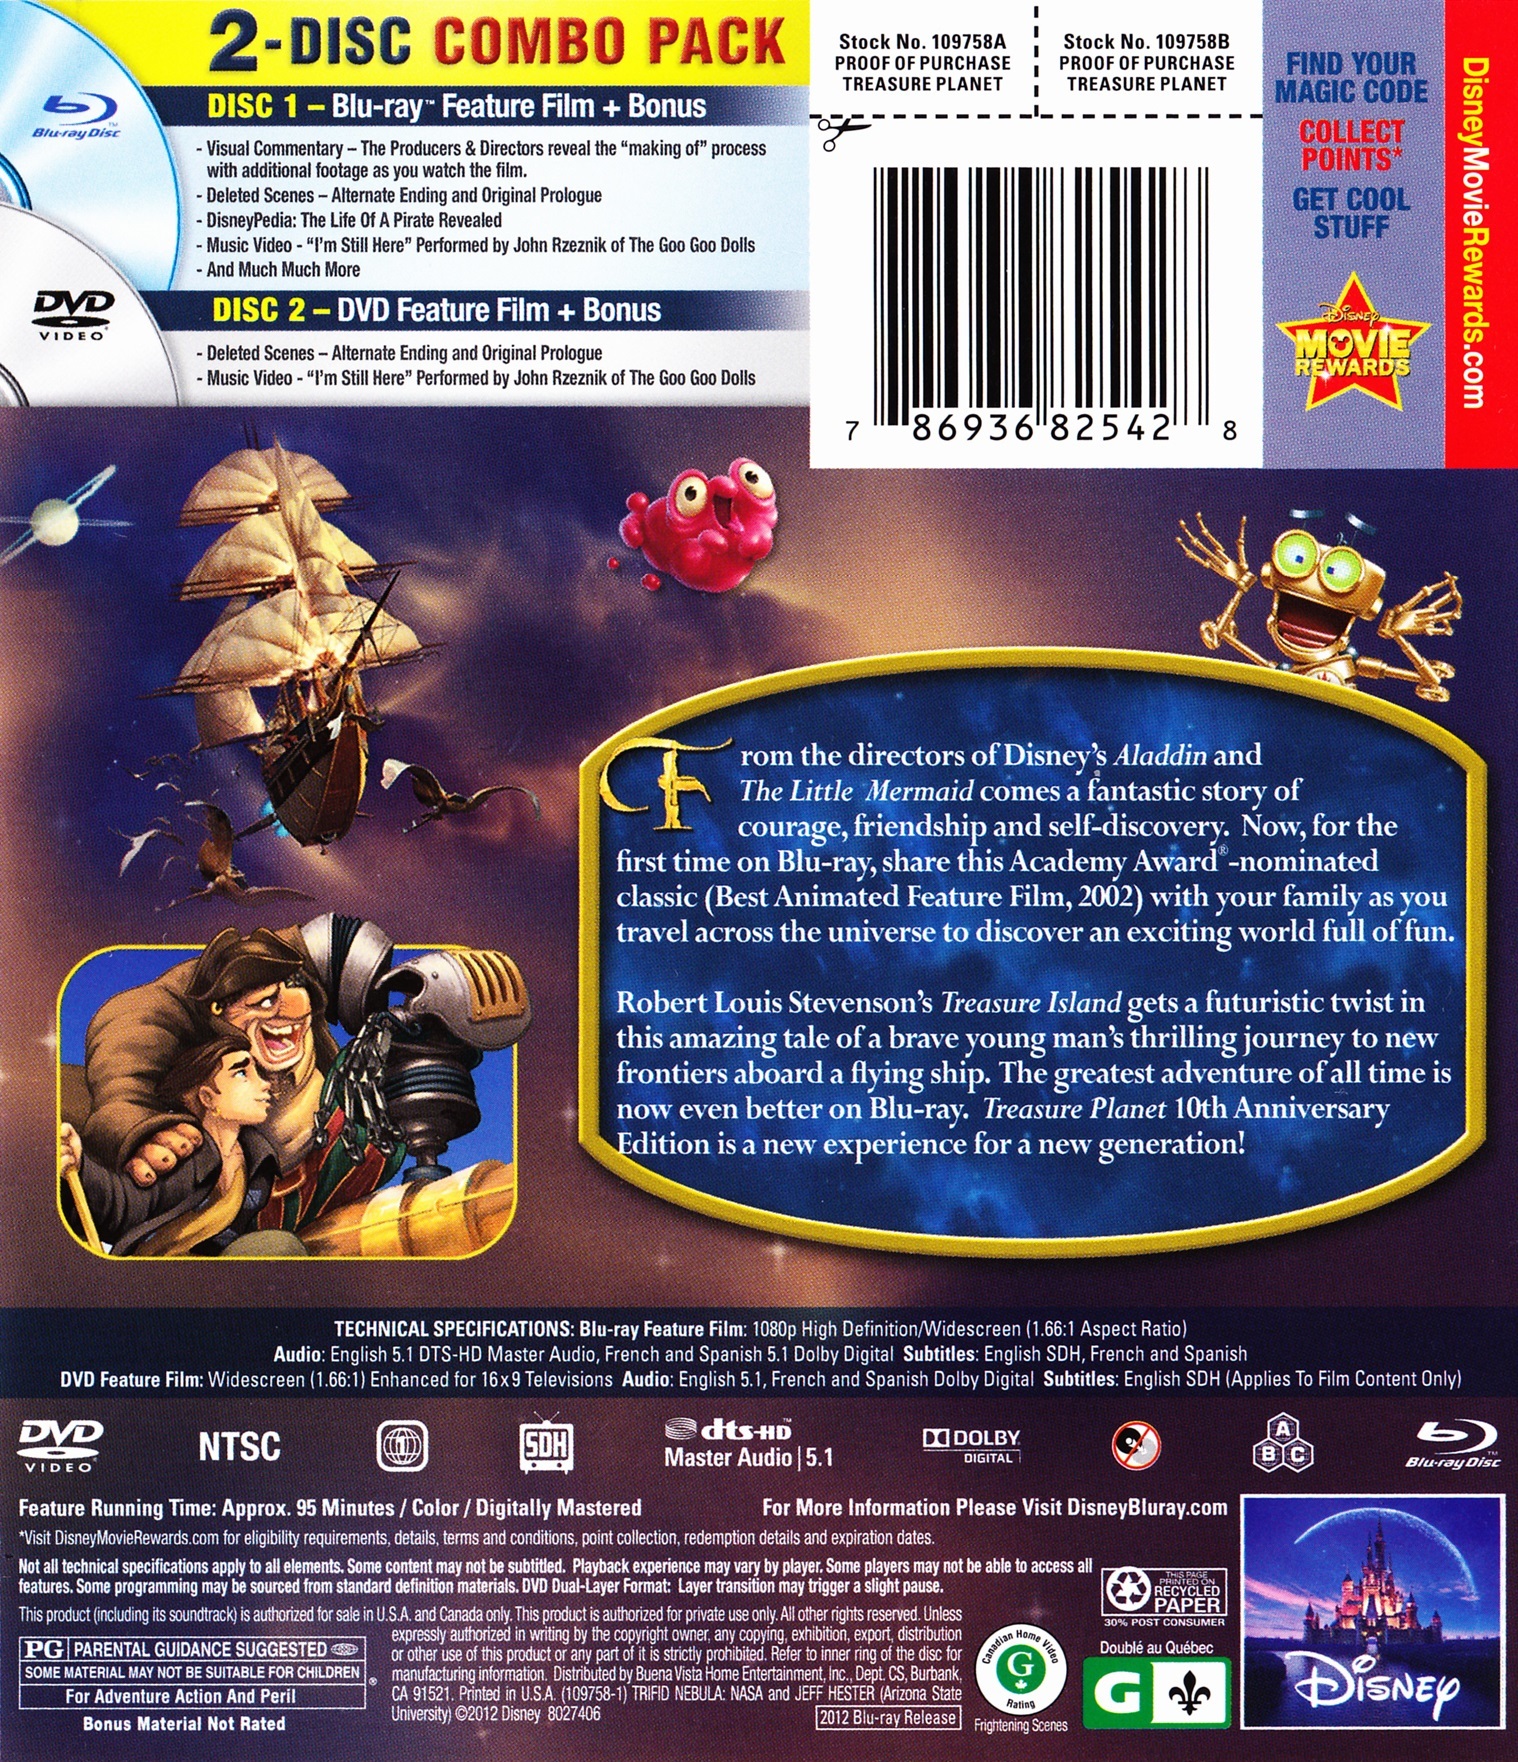 2-DISC COMBO PACK
DISC 1 – Blu-ray™ Feature Film + Bonus
Blu-ray Disc™
- Visual Commentary – The Producers & Directors reveal the “making of” process
with additional footage as you watch the film.
- Deleted Scenes – Alternate Ending and Original Prologue
- DisneyPedia: The Life Of A Pirate Revealed
- Music Video - “I’m Still Here” Performed by John Rzeznik of The Goo Goo Dolls
- And Much Much More
DISC 2 – DVD Feature Film + Bonus
DVD
VIDEO®
- Deleted Scenes – Alternate Ending and Original Prologue
- Music Video - “I’m Still Here” Performed by John Rzeznik of The Goo Goo Dolls
Stock No. 109758A
PROOF OF PURCHASE
TREASURE PLANET
Stock No. 109758B
PROOF OF PURCHASE
TREASURE PLANET
7 86936 82542 8
FIND YOUR
MAGIC CODE
COLLECT
POINTS*
GET COOL
STUFF
DISNEY
MOVIE
REWARDS
DisneyMovieRewards.com
From the directors of Disney’s Aladdin and
The Little Mermaid comes a fantastic story of
courage, friendship and self-discovery. Now, for the
first time on Blu-ray, share this Academy Award®-nominated
classic (Best Animated Feature Film, 2002) with your family as you
travel across the universe to discover an exciting world full of fun.
Robert Louis Stevenson’s Treasure Island gets a futuristic twist in
this amazing tale of a brave young man’s thrilling journey to new
frontiers aboard a flying ship. The greatest adventure of all time is
now even better on Blu-ray. Treasure Planet 10th Anniversary
Edition is a new experience for a new generation!
TECHNICAL SPECIFICATIONS: Blu-ray Feature Film: 1080p High Definition/Widescreen (1.66:1 Aspect Ratio)
Audio: English 5.1 DTS-HD Master Audio, French and Spanish 5.1 Dolby Digital Subtitles: English SDH, French and Spanish
DVD Feature Film: Widescreen (1.66:1) Enhanced for 16x9 Televisions Audio: English 5.1, French and Spanish Dolby Digital Subtitles: English SDH (Applies To Film Content Only)
DVD
VIDEO®
NTSC
1
SDH
dts-HD™
Master Audio | 5.1
DOLBY
DIGITAL
A
B C
Blu-ray Disc™
Feature Running Time: Approx. 95 Minutes / Color / Digitally Mastered
For More Information Please Visit DisneyBluray.com
*Visit DisneyMovieRewards.com for eligibility requirements, details, terms and conditions, point collection, redemption details and expiration dates.
Not all technical specifications apply to all elements. Some content may not be subtitled. Playback experience may vary by player. Some players may not be able to access all
features. Some programming may be sourced from standard definition materials. DVD Dual-Layer Format: Layer transition may trigger a slight pause.
This product (including its soundtrack) is authorized for sale in U.S.A. and Canada only. This product is authorized for private use only. All other rights reserved. Unless
expressly authorized in writing by the copyright owner, any copying, exhibition, export, distribution
or other use of this product or any part of it is strictly prohibited. Refer to inner ring of the disc for
manufacturing information. Distributed by Buena Vista Home Entertainment, Inc., Dept. CS, Burbank,
CA 91521. Printed in U.S.A. (109758-1) TRIFID NEBULA: NASA and JEFF HESTER (Arizona State
University) ©2012 Disney 8027406
2012 Blu-ray Release
PG PARENTAL GUIDANCE SUGGESTED
SOME MATERIAL MAY NOT BE SUITABLE FOR CHILDREN ®
For Adventure Action And Peril
Bonus Material Not Rated
Canadian Home Video
G
Rating
Frightening Scenes
THIS PAGE
PRINTED ON
RECYCLED
PAPER
30% POST CONSUMER
Doublé au Québec
G
DISNEY